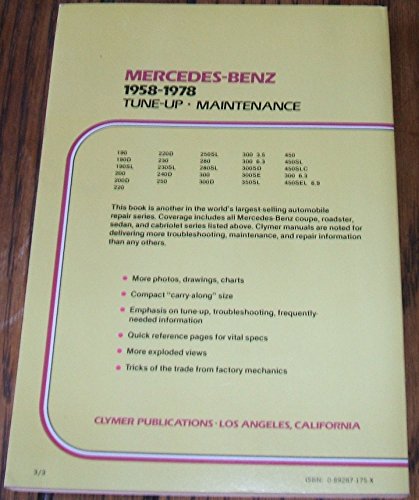 MERCEDES-BENZ
1958-1978
TUNE-UP · MAINTENANCE
190 220D 250SL 300 3.5 450
190D 230 280 300 6.3 450SL
190SL 230SL 280SL 300SD 450SLC
200 240D 300 300SE 300 6.3
200D 250 300D 350SL 450SEL 6.9
220
This book is another in the world's largest-selling automobile
repair series. Coverage includes all Mercedes-Benz coupe, roadster,
sedan, and cabriolet series listed above. Clymer manuals are noted for
delivering more troubleshooting, maintenance, and repair information
than any others.
• More photos, drawings, charts
• Compact "carry-along" size
• Emphasis on tune-up, troubleshooting, frequently-
needed information
• Quick reference pages for vital specs
• More exploded views
• Tricks of the trade from factory mechanics
CLYMER PUBLICATIONS · LOS ANGELES, CALIFORNIA
3/3
ISBN: 0-89287-175-X